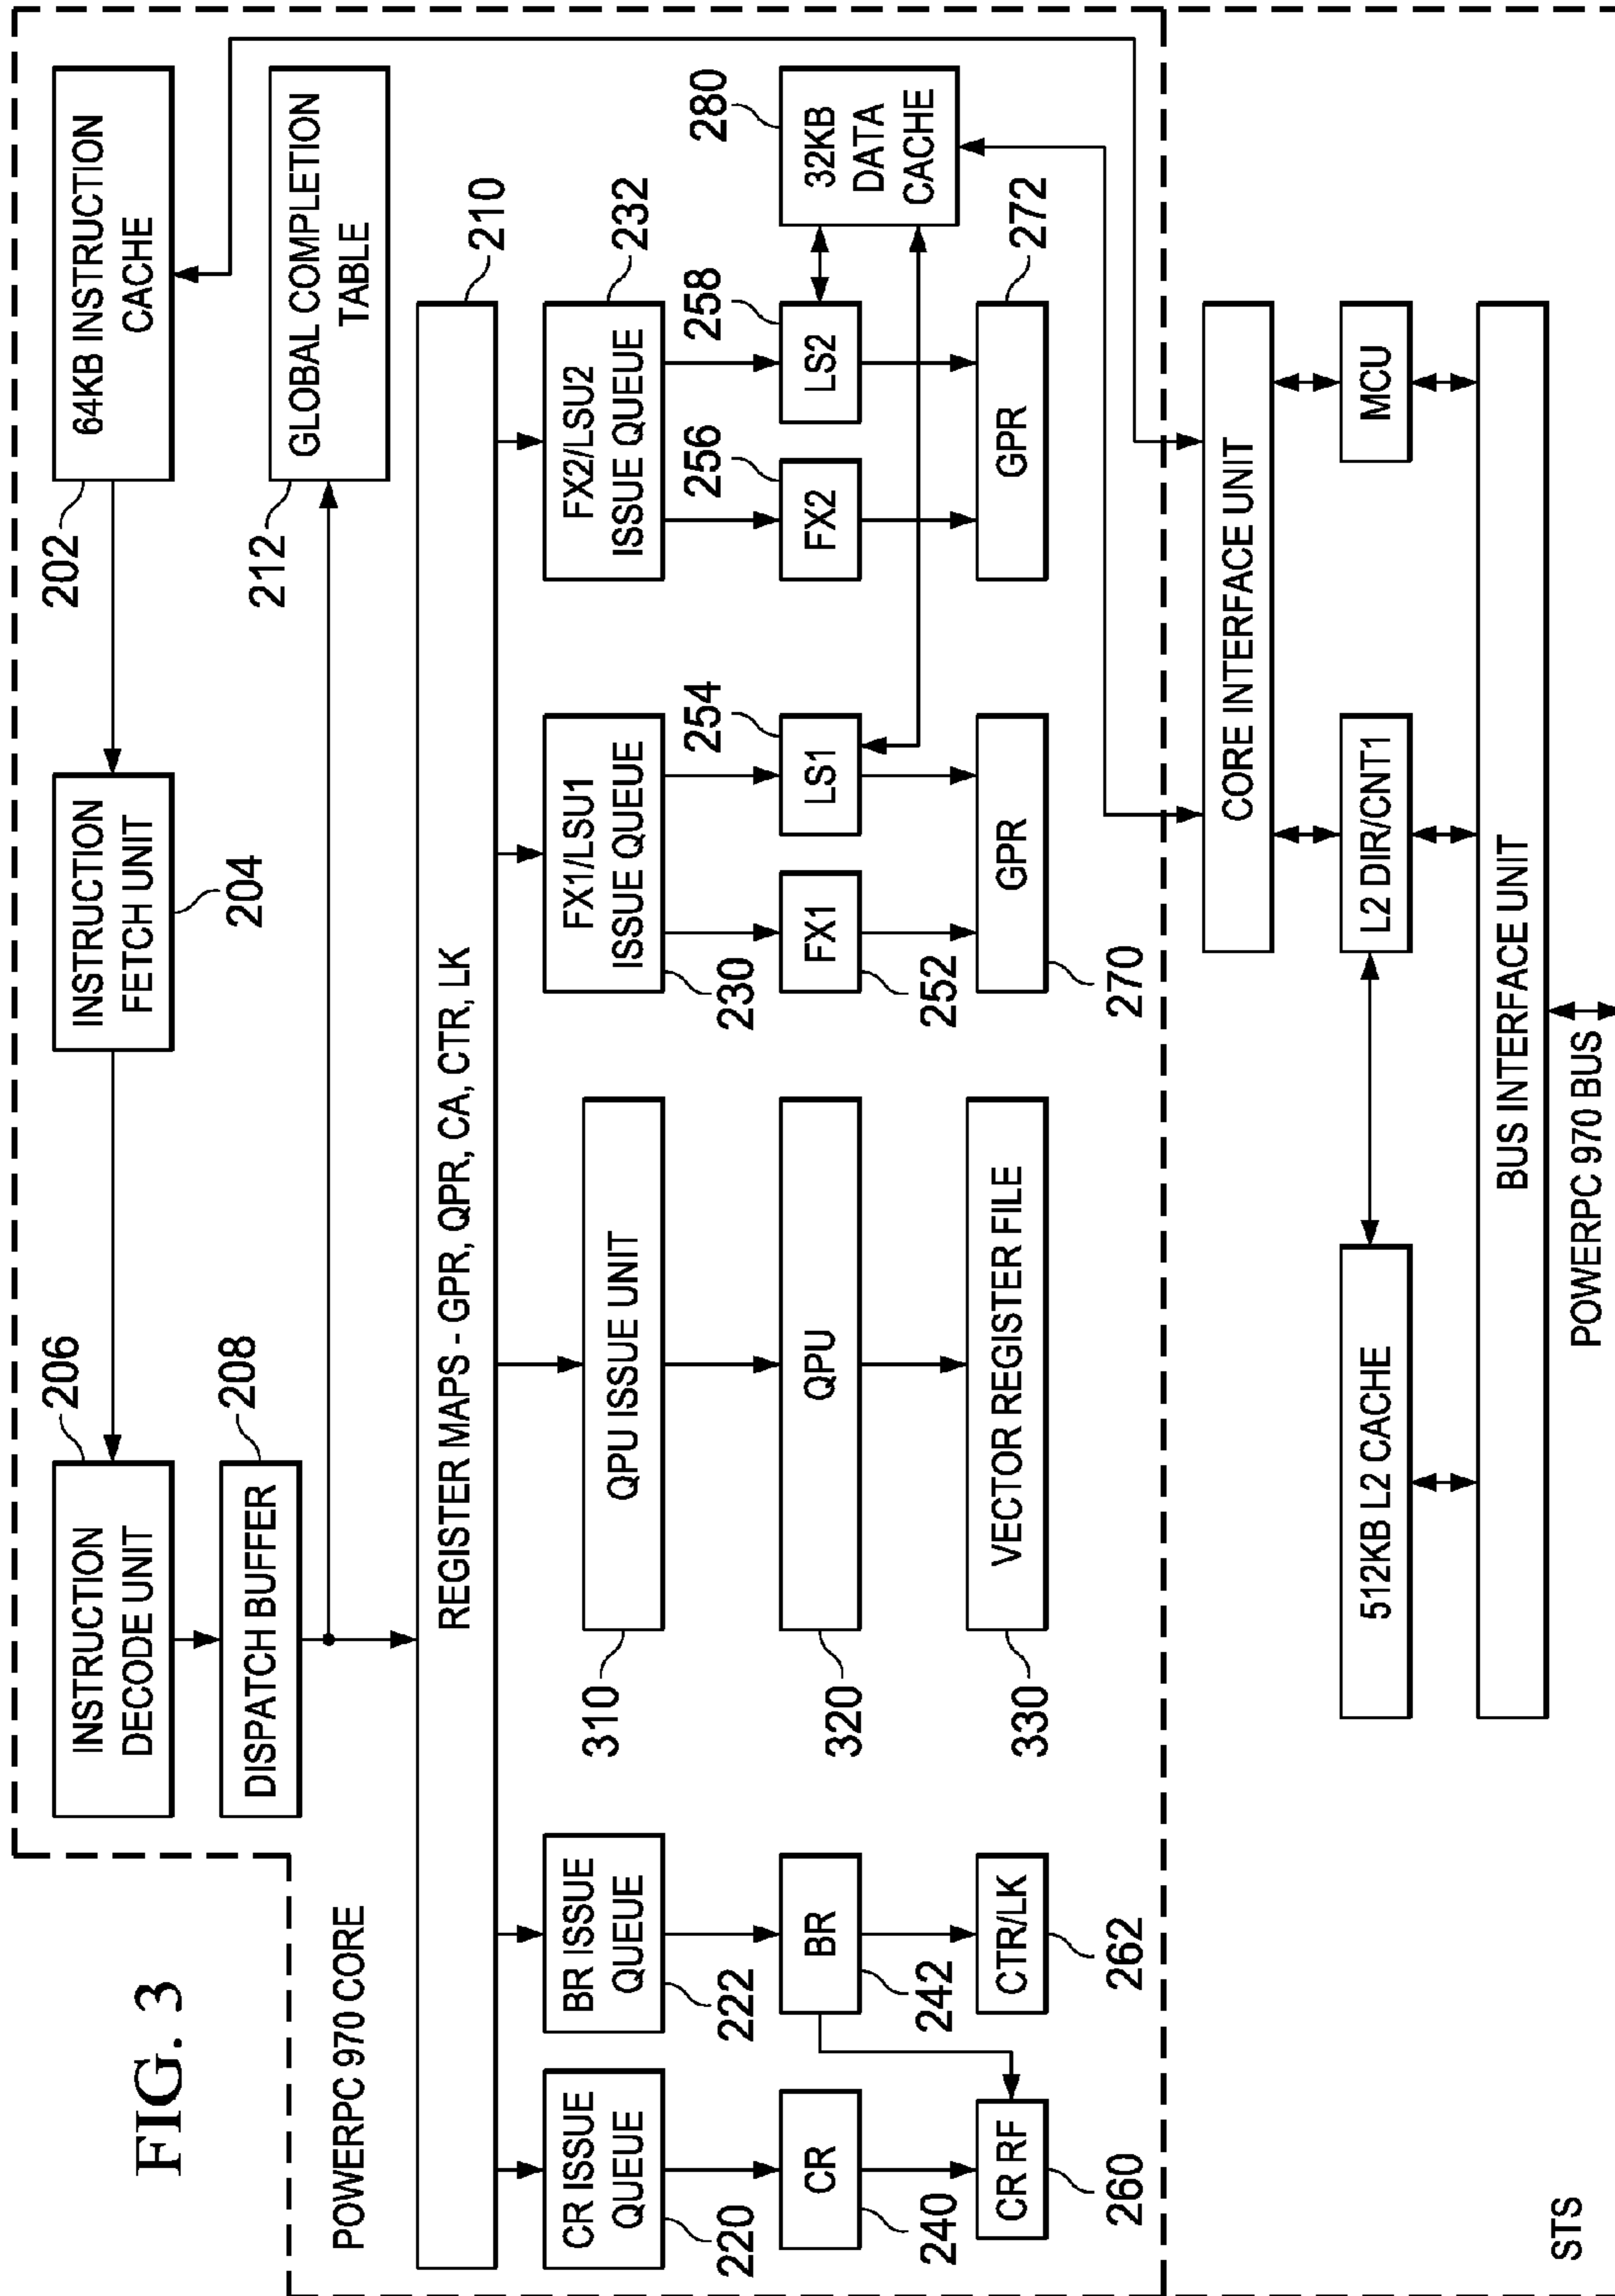 FIG. 3
POWERPC 970 CORE
206
INSTRUCTION
DECODE UNIT
INSTRUCTION
FETCH UNIT
204
202
64KB INSTRUCTION
CACHE
208
DISPATCH BUFFER
212
GLOBAL COMPLETION
TABLE
REGISTER MAPS - GPR, QPR, CA, CTR, LK
210
CR ISSUE
QUEUE
220
BR ISSUE
QUEUE
222
310
QPU ISSUE UNIT
FX1/LSU1
ISSUE QUEUE
230
FX2/LSU2
ISSUE QUEUE
232
CR
240
BR
242
320
QPU
FX1
252
254
LS1
256
FX2
258
LS2
280
32KB
DATA
CACHE
CR RF
260
CTR/LK
262
330
VECTOR REGISTER FILE
GPR
270
GPR
272
CORE INTERFACE UNIT
512KB L2 CACHE
L2 DIR/CNT1
MCU
BUS INTERFACE UNIT
STS
POWERPC 970 BUS